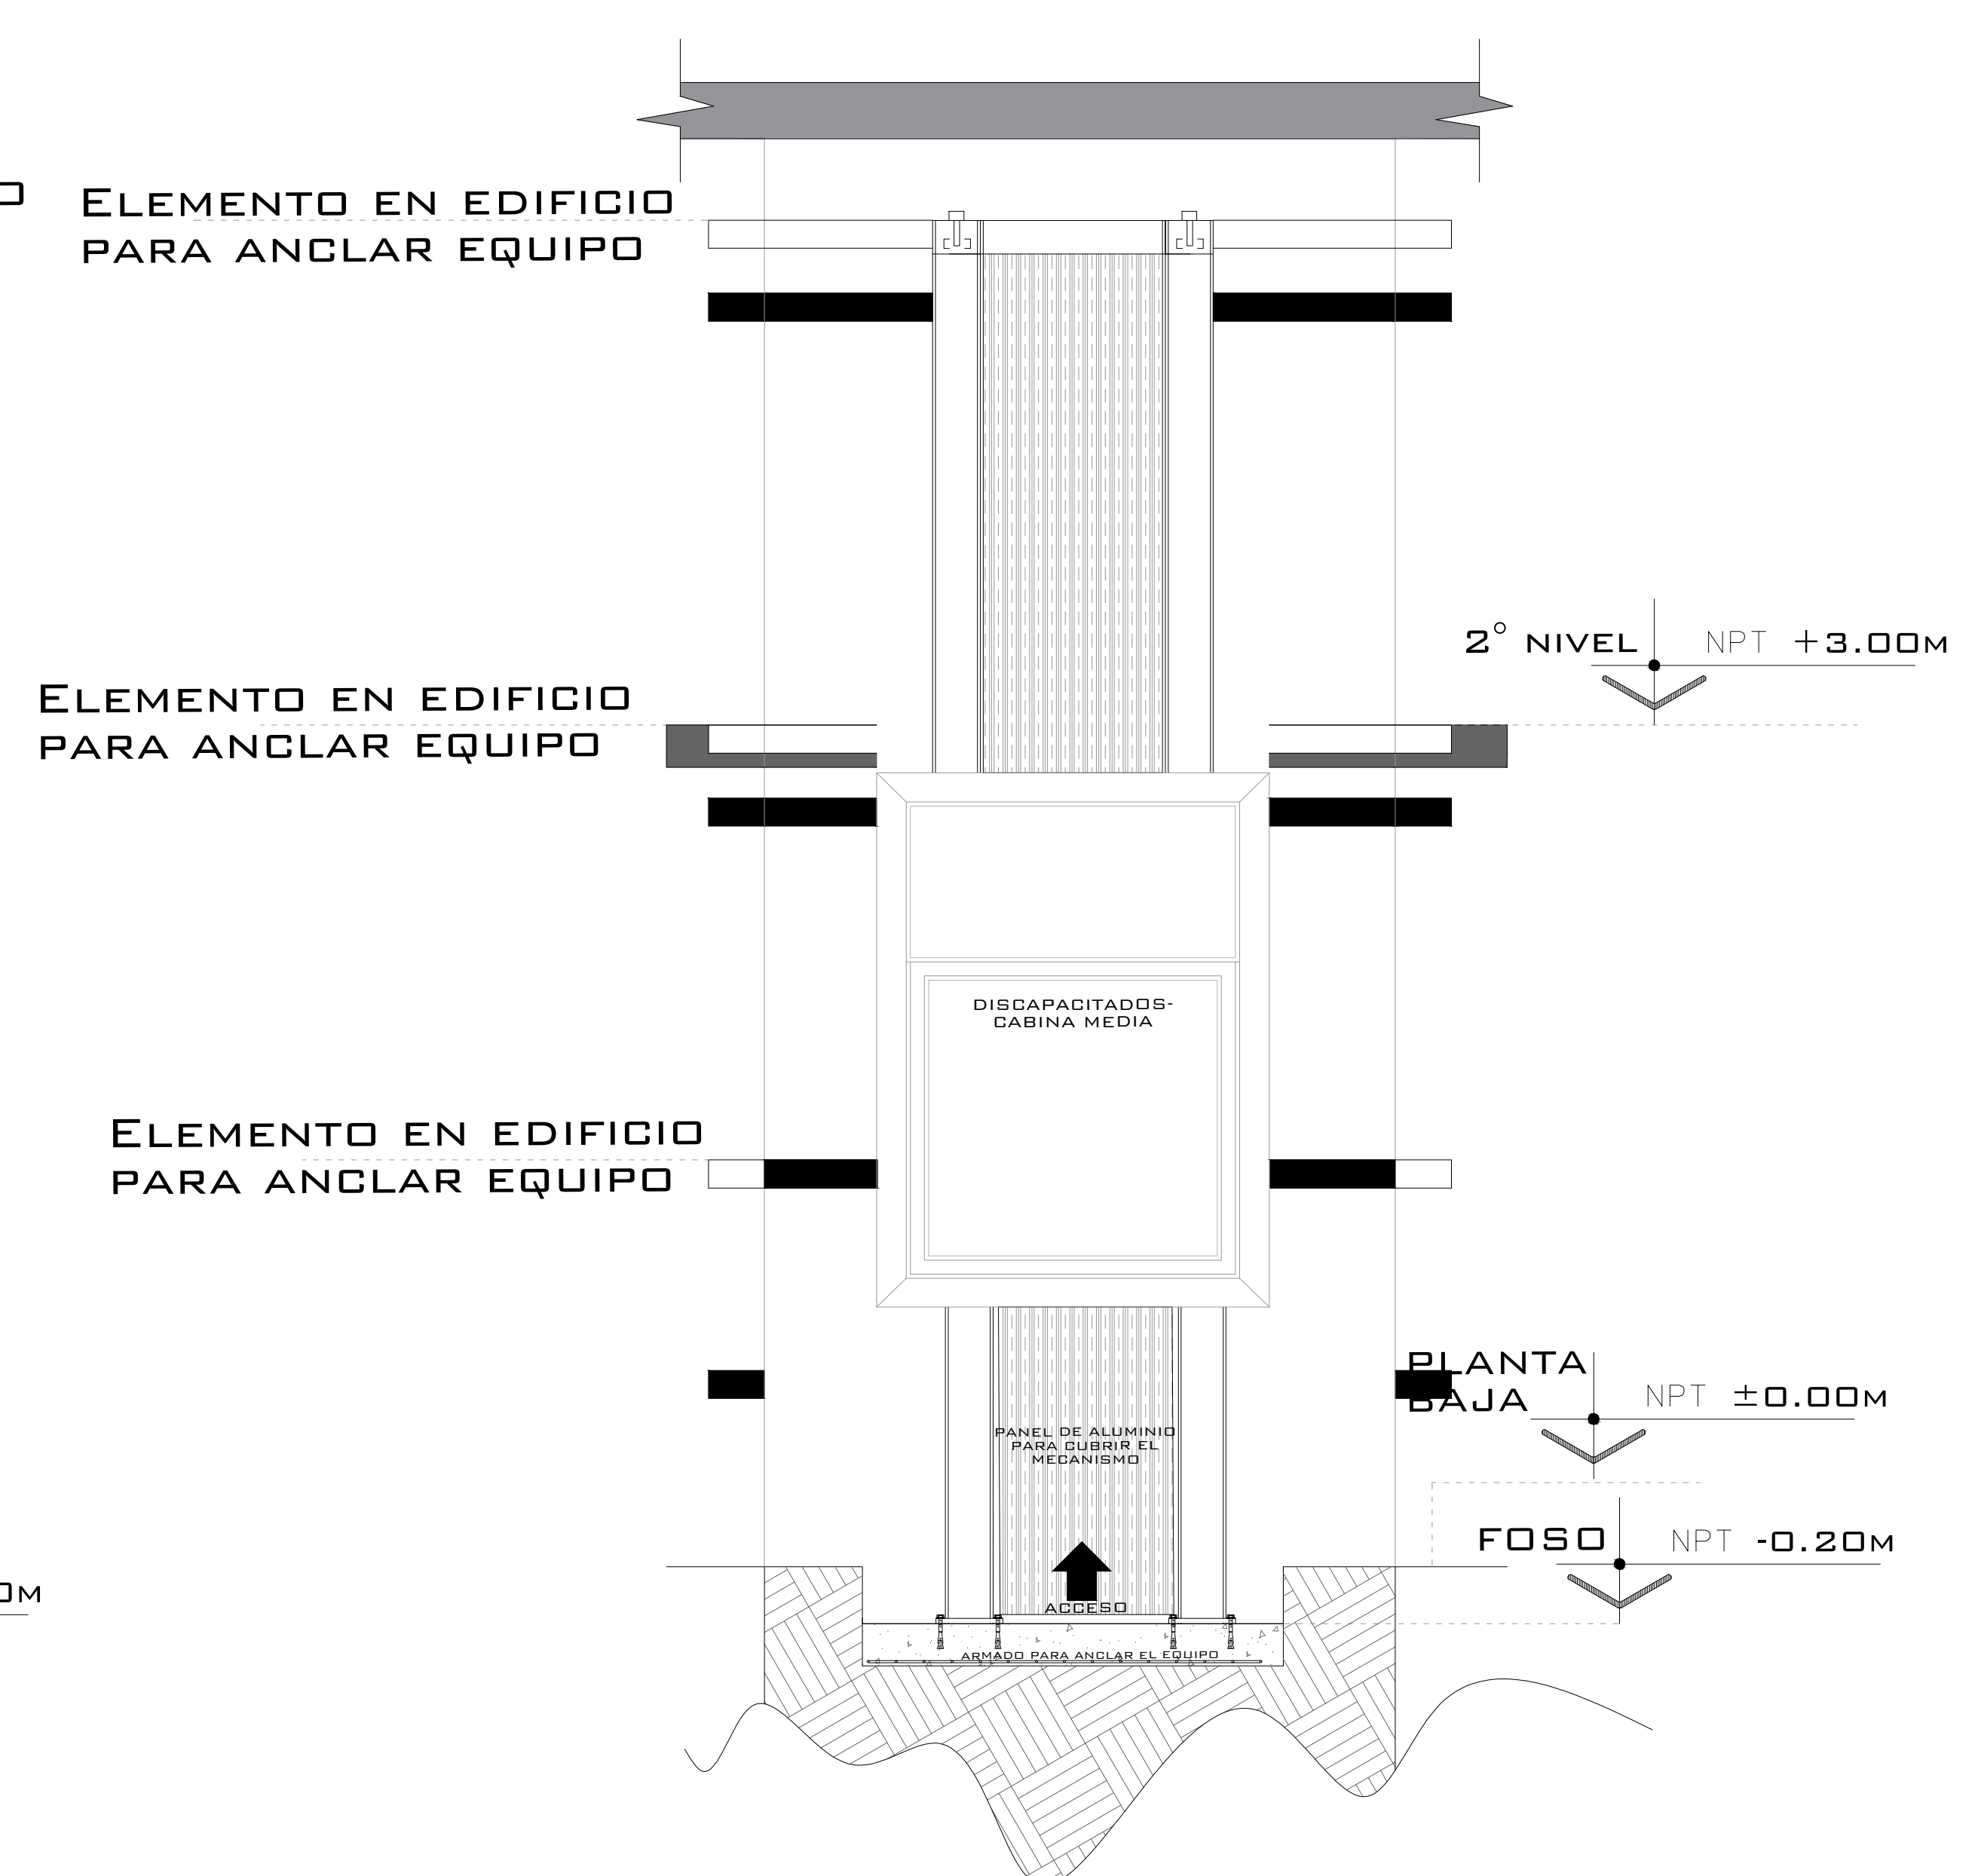 Elemento en edificio
para anclar equipo
2° nivel NPT +3.00m
Elemento en edificio
para anclar equipo
DISCAPACITADOS-
CABINA MEDIA
Elemento en edificio
para anclar equipo
PLANTA
BAJA
NPT ±0.00m
PANEL DE ALUMINIO
PARA CUBRIR EL
MECANISMO
FOSO NPT -0.20m
ACCESO
ARMADO PARA ANCLAR EL EQUIPO